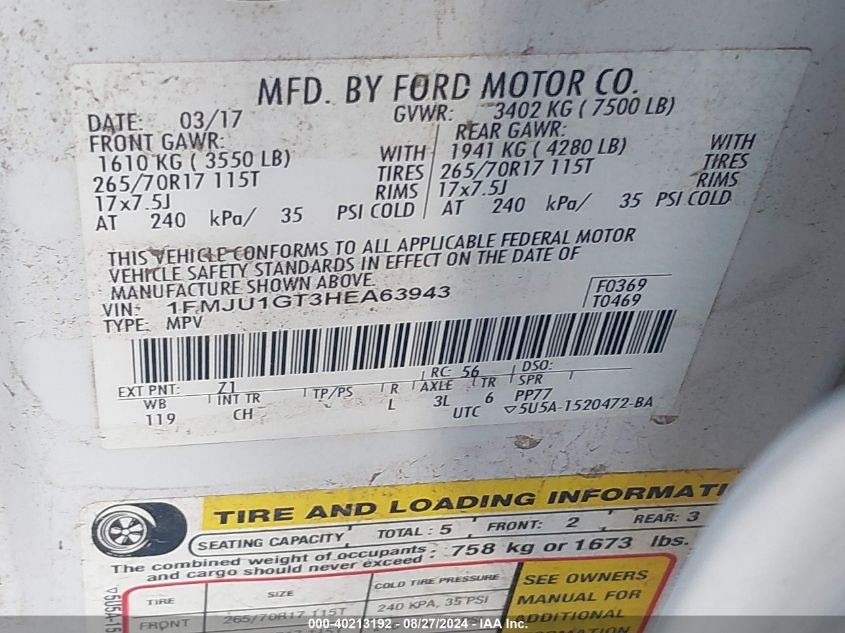 MFD. BY FORD MOTOR CO.
DATE: 03/17 GVWR: 3402 KG ( 7500 LB)
FRONT GAWR: REAR GAWR:
1610 KG ( 3550 LB) WITH 1941 KG ( 4280 LB) WITH
265/70R17 115T TIRES 265/70R17 115T TIRES
17x7.5J RIMS 17x7.5J RIMS
AT 240 kPa/ 35 PSI COLD AT 240 kPa/ 35 PSI COLD
THIS VEHICLE CONFORMS TO ALL APPLICABLE FEDERAL MOTOR
VEHICLE SAFETY STANDARDS IN EFFECT ON THE DATE OF
MANUFACTURE SHOWN ABOVE.
VIN: 1FMJU1GT3HEA63943 F0369
TYPE: MPV T0469
EXT PNT: Z1 RC: 56 DSO:
WB INT TR TP/PS R AXLE TR SPR
119 CH L 3L 6 PP77
UTC ▽5U5A-1520472-BA
TIRE AND LOADING INFORMATI
SEATING CAPACITY TOTAL : 5 FRONT: 2 REAR: 3
The combined weight of occupants
and cargo should never exceed : 758 kg or 1673 lbs.
TIRE SIZE COLD TIRE PRESSURE SEE OWNERS
MANUAL FOR
FRONT 265/70R17 115T 240 KPA, 35 PSI ADDITIONAL
▽5U5A-15
000-40213192 - 08/27/2024 - IAA Inc.